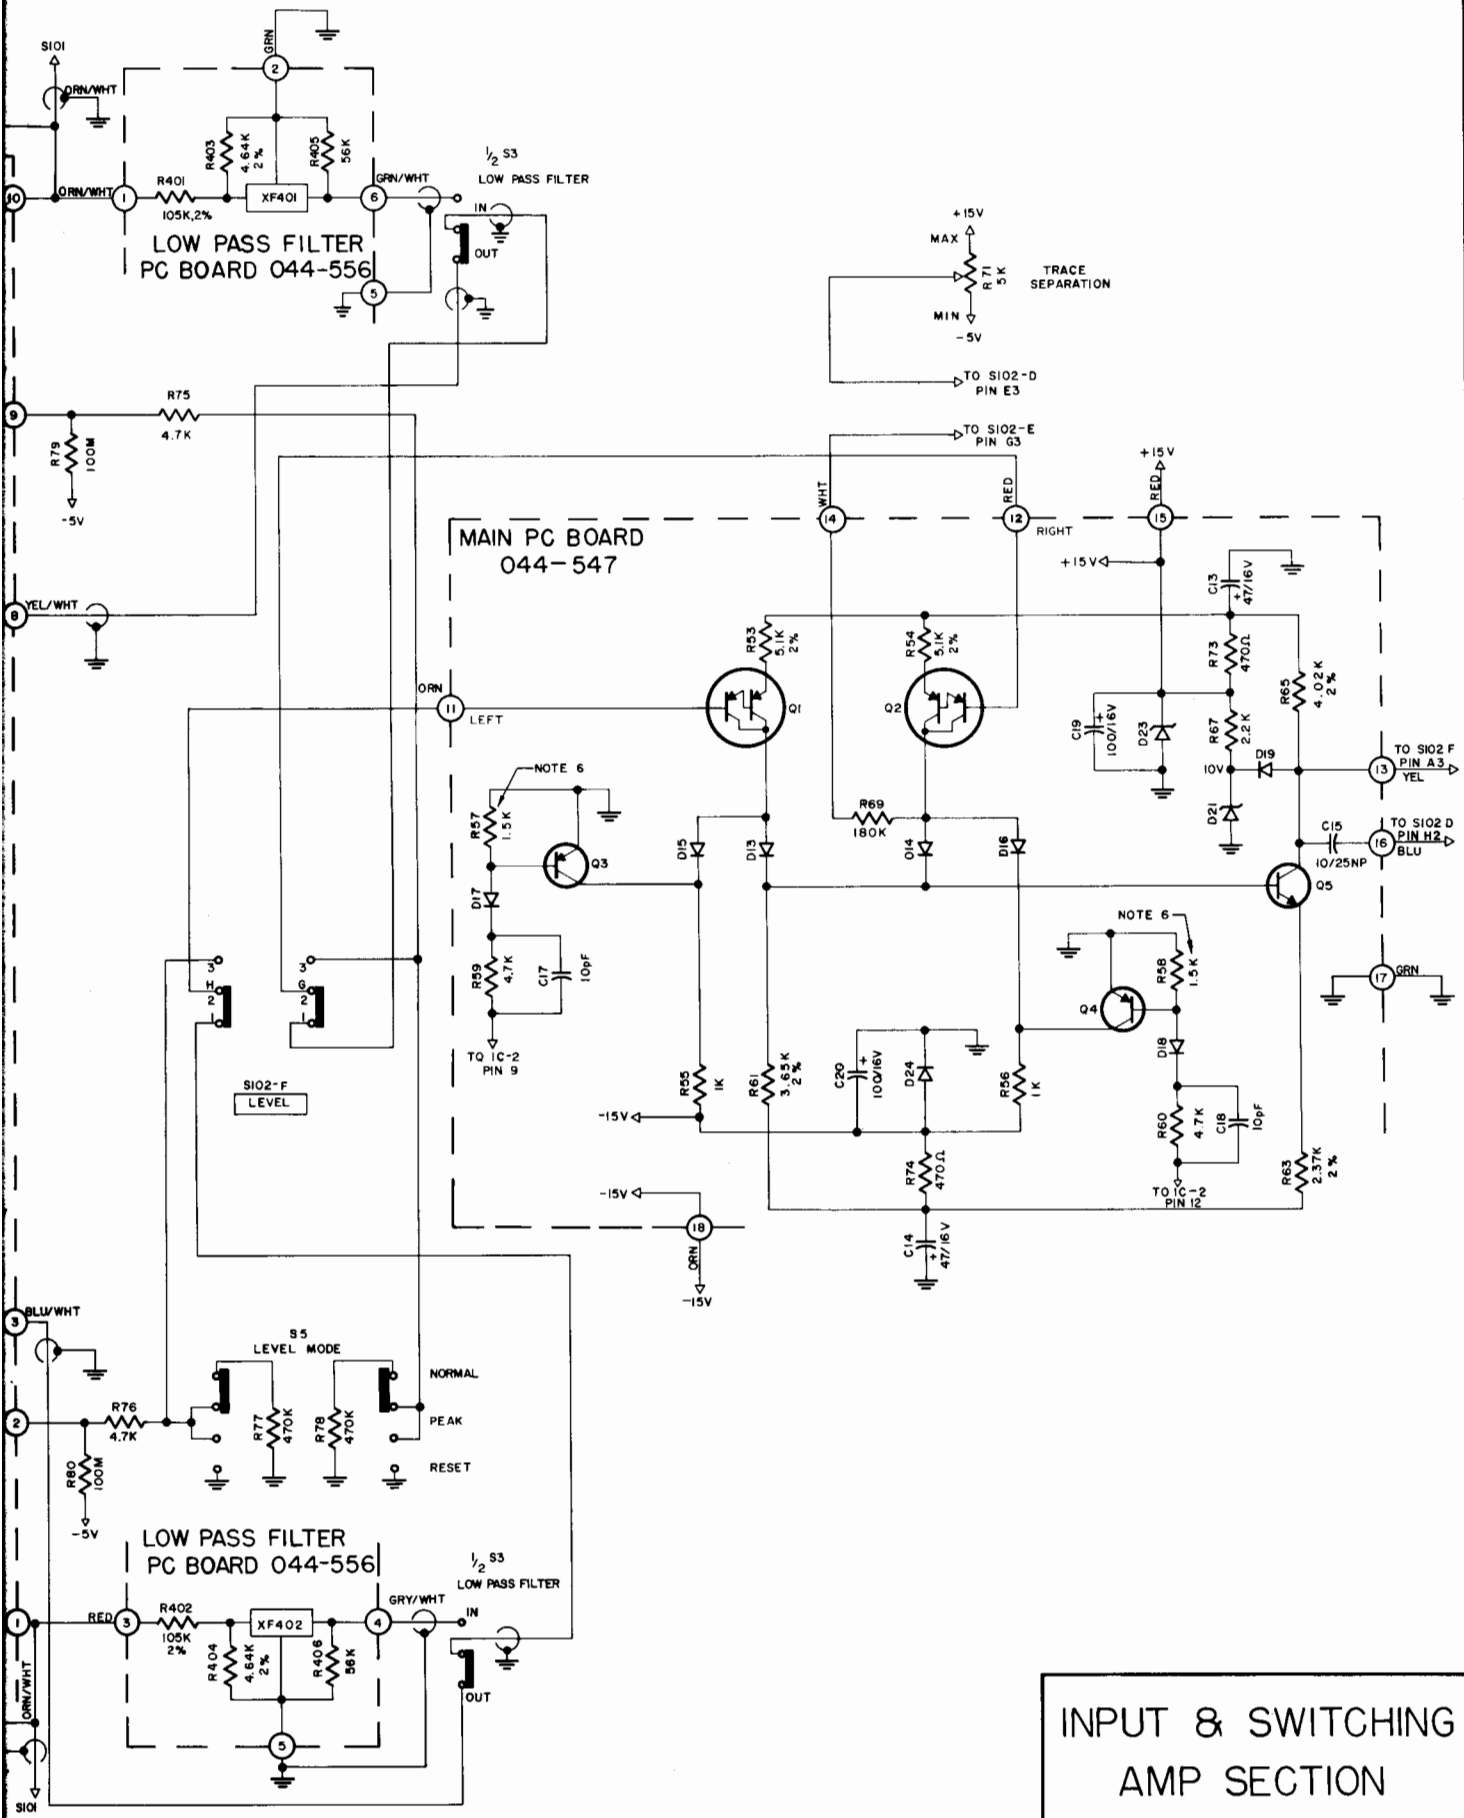 S101
ORN/WHT
GRN
2
R403
4.64K
2%
R405
56K
10
ORN/WHT
1
R401
105K,2%
XF401
6
GRN/WHT
1/2 S3
LOW PASS FILTER
IN
OUT
LOW PASS FILTER
PC BOARD 044-556
5
+15V
MAX
R71
5K
TRACE
SEPARATION
MIN
-5V
TO S102-D
PIN E3
9
R75
4.7K
R79
100M
-5V
TO S102-E
PIN G3
+15V
WHT
RED
RED
14
12
RIGHT
15
MAIN PC BOARD
044-547
+15V
C13
+
47/16V
8
YEL/WHT
R53
5.1K
2%
R54
5.1K
2%
R73
470Ω
R65
4.02K
2%
ORN
11
LEFT
Q1
Q2
C19
+
100/16V
D23
R67
2.2K
D19
10V
13
TO S102 F
PIN A3
YEL
NOTE 6
R57
1.5K
R69
180K
D21
C15
10/25NP
16
TO S102 D
PIN H2
BLU
Q3
D15
D13
D14
D16
Q5
D17
R59
4.7K
C17
10pF
NOTE 6
R58
1.5K
17
GRN
Q4
D18
3
H
2
1
3
G
2
1
TO IC-2
PIN 9
S102-F
LEVEL
R55
1K
R61
3.65K
2%
C20
+
100/16V
D24
R56
1K
-15V
R60
4.7K
C18
10pF
R74
470Ω
R63
2.37K
2%
TO IC-2
PIN 12
-15V
18
ORN
-15V
C14
+
47/16V
3
BLU/WHT
S5
LEVEL MODE
NORMAL
PEAK
RESET
2
R76
4.7K
R77
470K
R78
470K
R80
100M
-5V
LOW PASS FILTER
PC BOARD 044-556
1/2 S3
LOW PASS FILTER
1
RED
3
R402
105K
2%
XF402
4
GRY/WHT
IN
R404
4.64K
2%
R406
56K
OUT
ORN/WHT
5
S101
INPUT & SWITCHING
AMP SECTION